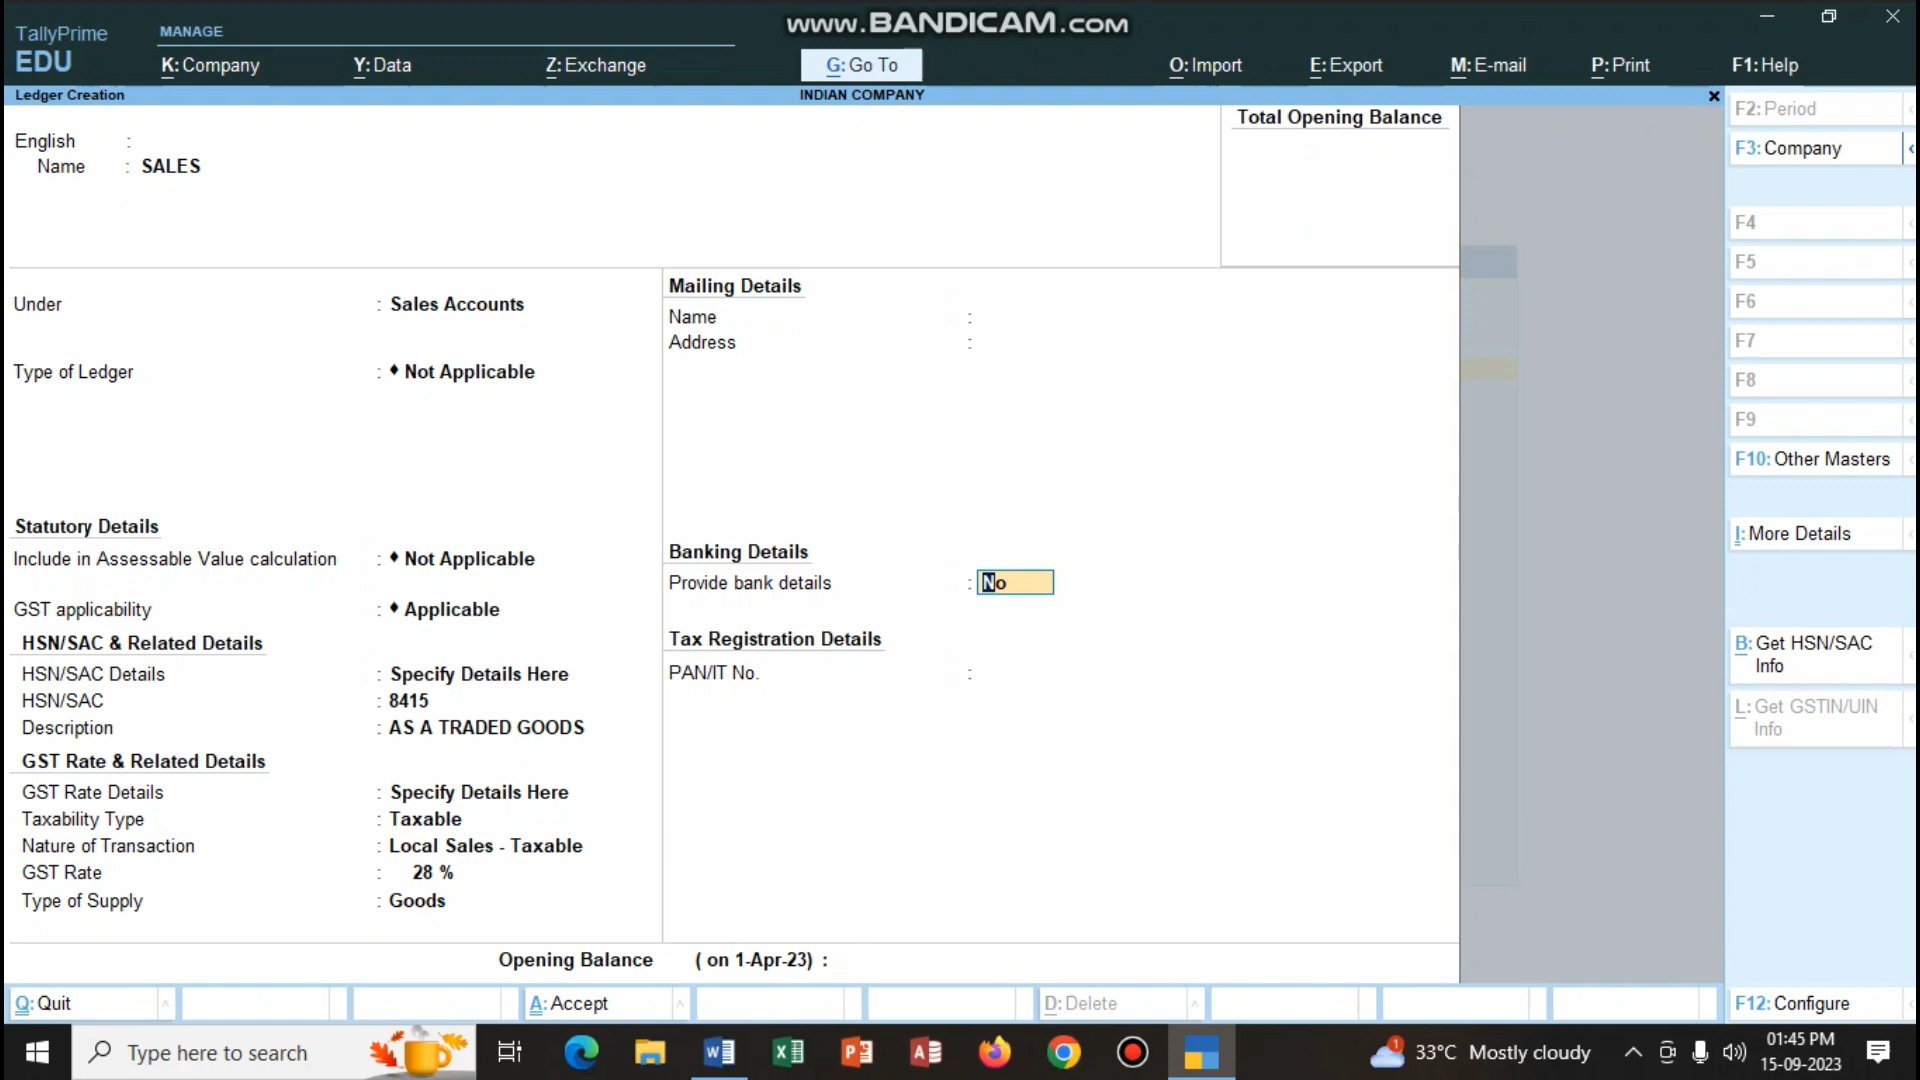 www.BANDICAM.com
TallyPrime
EDU
MANAGE
K: Company
Y: Data
Z: Exchange
G: Go To
O: Import
E: Export
M: E-mail
P: Print
F1: Help
Ledger Creation
INDIAN COMPANY
English :
Name : SALES
Total Opening Balance
Under : Sales Accounts
Type of Ledger : ♦ Not Applicable
Statutory Details
Include in Assessable Value calculation : ♦ Not Applicable
GST applicability : ♦ Applicable
HSN/SAC & Related Details
HSN/SAC Details : Specify Details Here
HSN/SAC : 8415
Description : AS A TRADED GOODS
GST Rate & Related Details
GST Rate Details : Specify Details Here
Taxability Type : Taxable
Nature of Transaction : Local Sales - Taxable
GST Rate : 28 %
Type of Supply : Goods
Mailing Details
Name :
Address :
Banking Details
Provide bank details : No
Tax Registration Details
PAN/IT No. :
Opening Balance ( on 1-Apr-23) :
F2: Period
F3: Company
F4
F5
F6
F7
F8
F9
F10: Other Masters
I: More Details
B: Get HSN/SAC
Info
L: Get GSTIN/UIN
Info
F12: Configure
Q: Quit
A: Accept
D: Delete
Type here to search
1
33°C Mostly cloudy
01:45 PM
15-09-2023